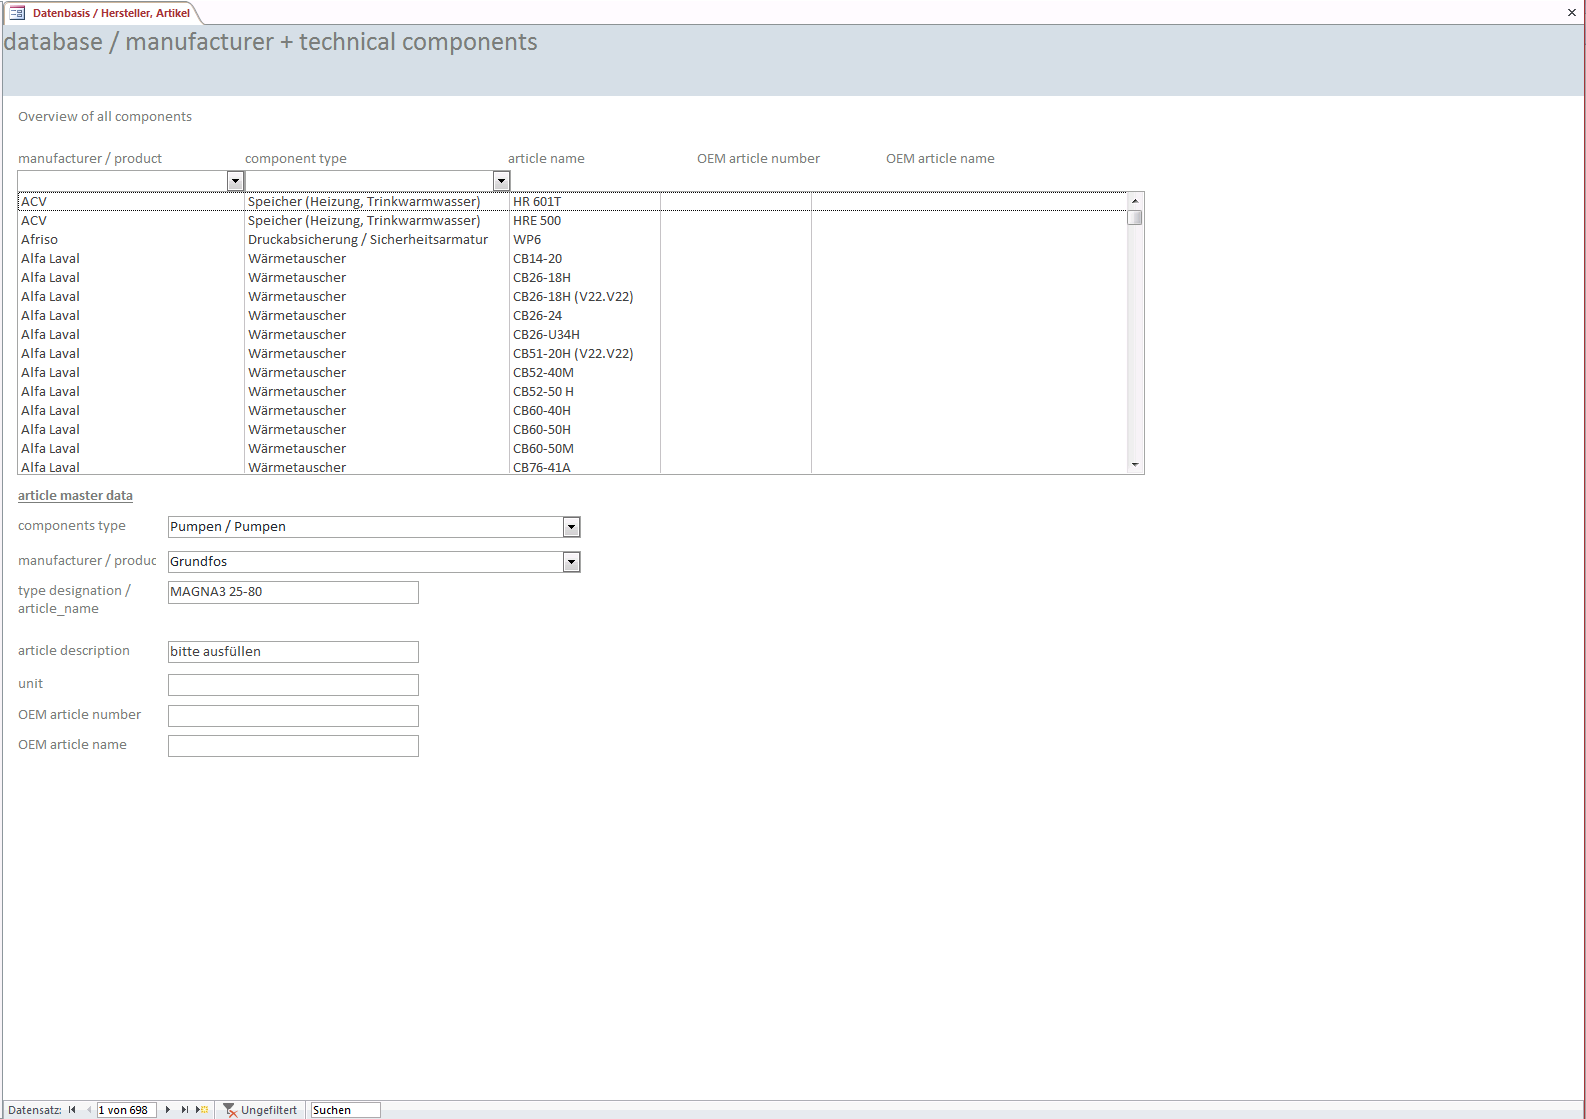 Datenbasis / Hersteller, Artikel
database / manufacturer + technical components
Overview of all components
manufacturer / product component type article name OEM article number OEM article name
ACV Speicher (Heizung, Trinkwarmwasser) HR 601T
ACV Speicher (Heizung, Trinkwarmwasser) HRE 500
Afriso Druckabsicherung / Sicherheitsarmatur WP6
Alfa Laval Wärmetauscher CB14-20
Alfa Laval Wärmetauscher CB26-18H
Alfa Laval Wärmetauscher CB26-18H (V22.V22)
Alfa Laval Wärmetauscher CB26-24
Alfa Laval Wärmetauscher CB26-U34H
Alfa Laval Wärmetauscher CB51-20H (V22.V22)
Alfa Laval Wärmetauscher CB52-40M
Alfa Laval Wärmetauscher CB52-50 H
Alfa Laval Wärmetauscher CB60-40H
Alfa Laval Wärmetauscher CB60-50H
Alfa Laval Wärmetauscher CB60-50M
Alfa Laval Wärmetauscher CB76-41A
article master data
components type Pumpen / Pumpen
manufacturer / produc Grundfos
type designation / MAGNA3 25-80
article_name
article description bitte ausfüllen
unit
OEM article number
OEM article name
Datensatz: 1 von 698 Ungefiltert Suchen